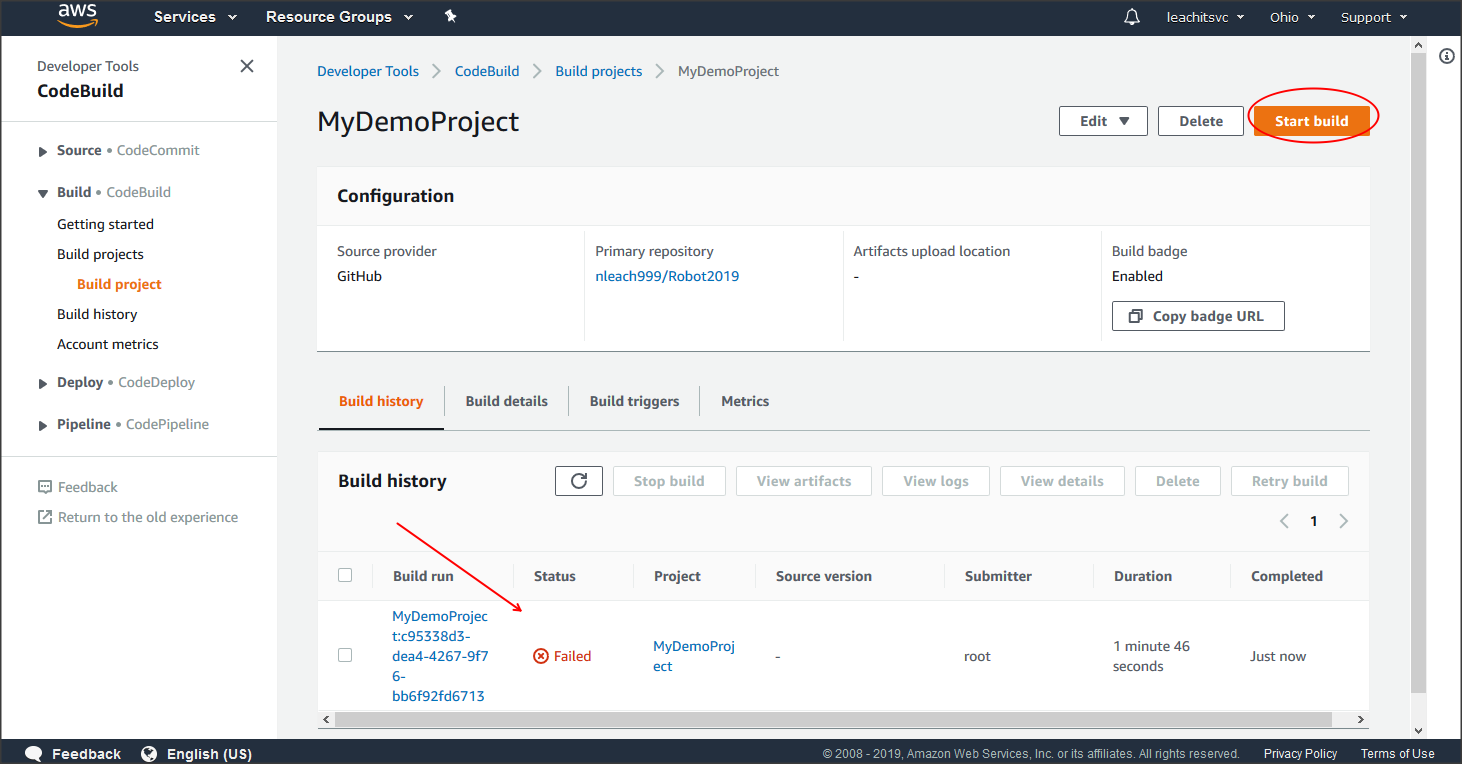 aws Services Resource Groups leachitsvc Ohio Support
Developer Tools
CodeBuild
Source • CodeCommit
Build • CodeBuild
Getting started
Build projects
Build project
Build history
Account metrics
Deploy • CodeDeploy
Pipeline • CodePipeline
Feedback
Return to the old experience
Developer Tools CodeBuild Build projects MyDemoProject
MyDemoProject Edit Delete Start build
Configuration
Source provider
GitHub
Primary repository
nleach999/Robot2019
Artifacts upload location
-
Build badge
Enabled
Copy badge URL
Build history Build details Build triggers Metrics
Build history Stop build View artifacts View logs View details Delete Retry build
1
Build run Status Project Source version Submitter Duration Completed
MyDemoProjec
t:c95338d3-
dea4-4267-9f7
6-
bb6f92fd6713
Failed
MyDemoProj
ect
-
root
1 minute 46
seconds
Just now
Feedback English (US) © 2008 - 2019, Amazon Web Services, Inc. or its affiliates. All rights reserved. Privacy Policy Terms of Use